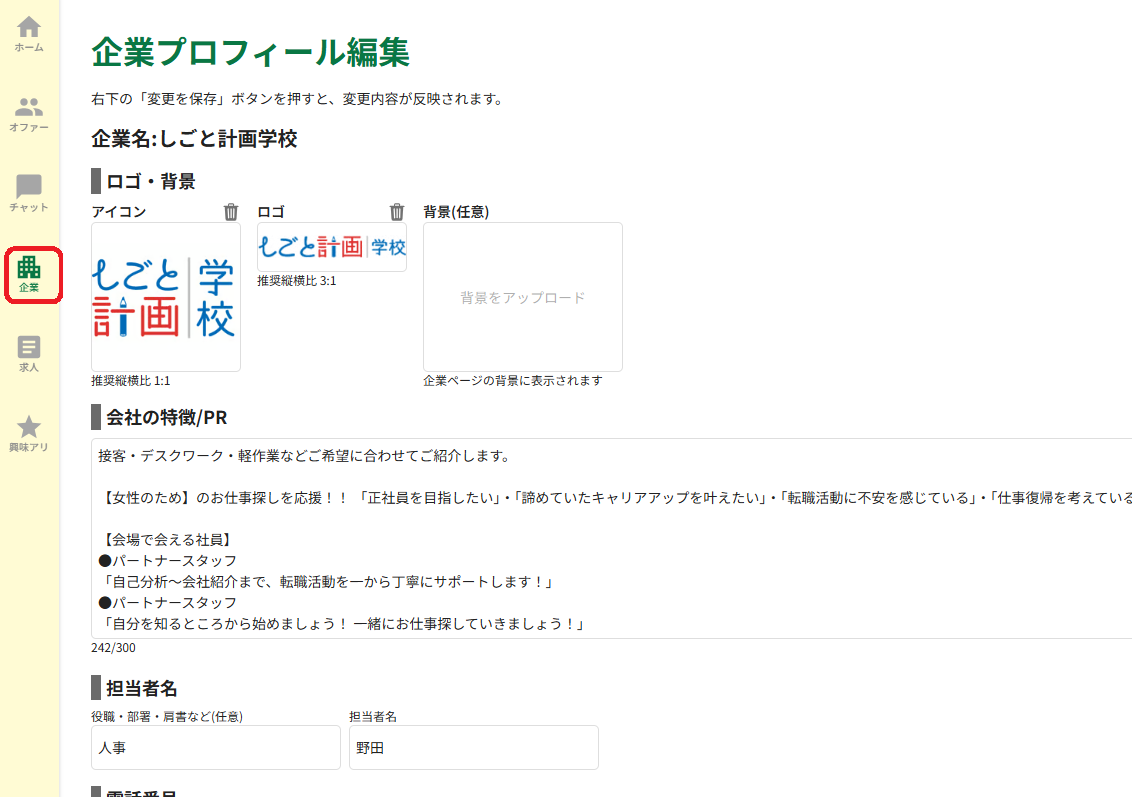 ホーム
オファー
チャット
企業
求人
興味アリ
企業プロフィール編集
右下の「変更を保存」ボタンを押すと、変更内容が反映されます。
企業名:しごと計画学校
ロゴ・背景
アイコン
しごと 学
計画 校
推奨縦横比 1:1
ロゴ
しごと計画 学校
推奨縦横比 3:1
背景(任意)
背景をアップロード
企業ページの背景に表示されます
会社の特徴/PR
接客・デスクワーク・軽作業などご希望に合わせてご紹介します。
【女性のため】のお仕事探しを応援！！ 「正社員を目指したい」・「諦めていたキャリアアップを叶えたい」・「転職活動に不安を感じている」・「仕事復帰を考えている
【会場で会える社員】
●パートナースタッフ
「自己分析～会社紹介まで、転職活動を一から丁寧にサポートします！」
●パートナースタッフ
「自分を知るところから始めましょう！ 一緒にお仕事探していきましょう！」
242/300
担当者名
役職・部署・肩書など(任意)
人事
担当者名
野田
電話番号